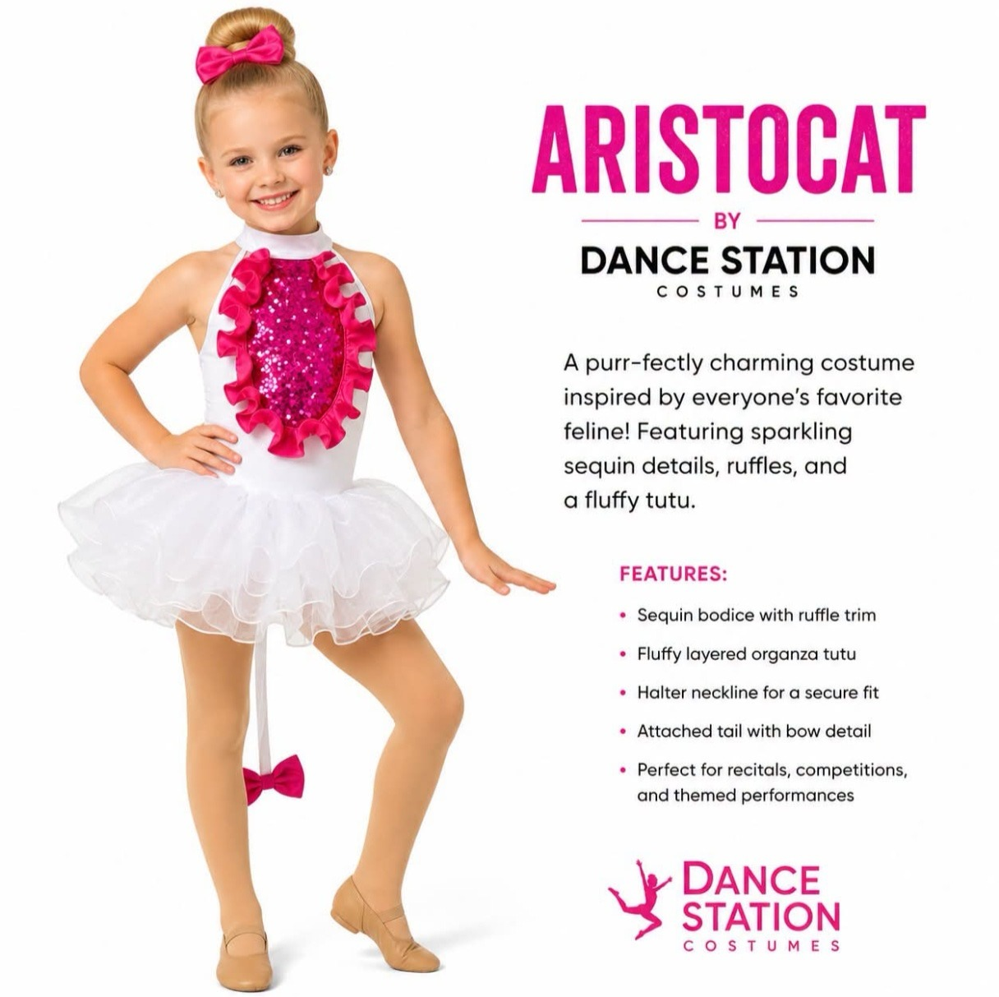 ARISTOCAT
BY
DANCE STATION
COSTUMES
A purr-fectly charming costume
inspired by everyone's favorite
feline! Featuring sparkling
sequin details, ruffles, and
a fluffy tutu.
FEATURES:
• Sequin bodice with ruffle trim
• Fluffy layered organza tutu
• Halter neckline for a secure fit
• Attached tail with bow detail
• Perfect for recitals, competitions,
and themed performances
DANCE
STATION
COSTUMES